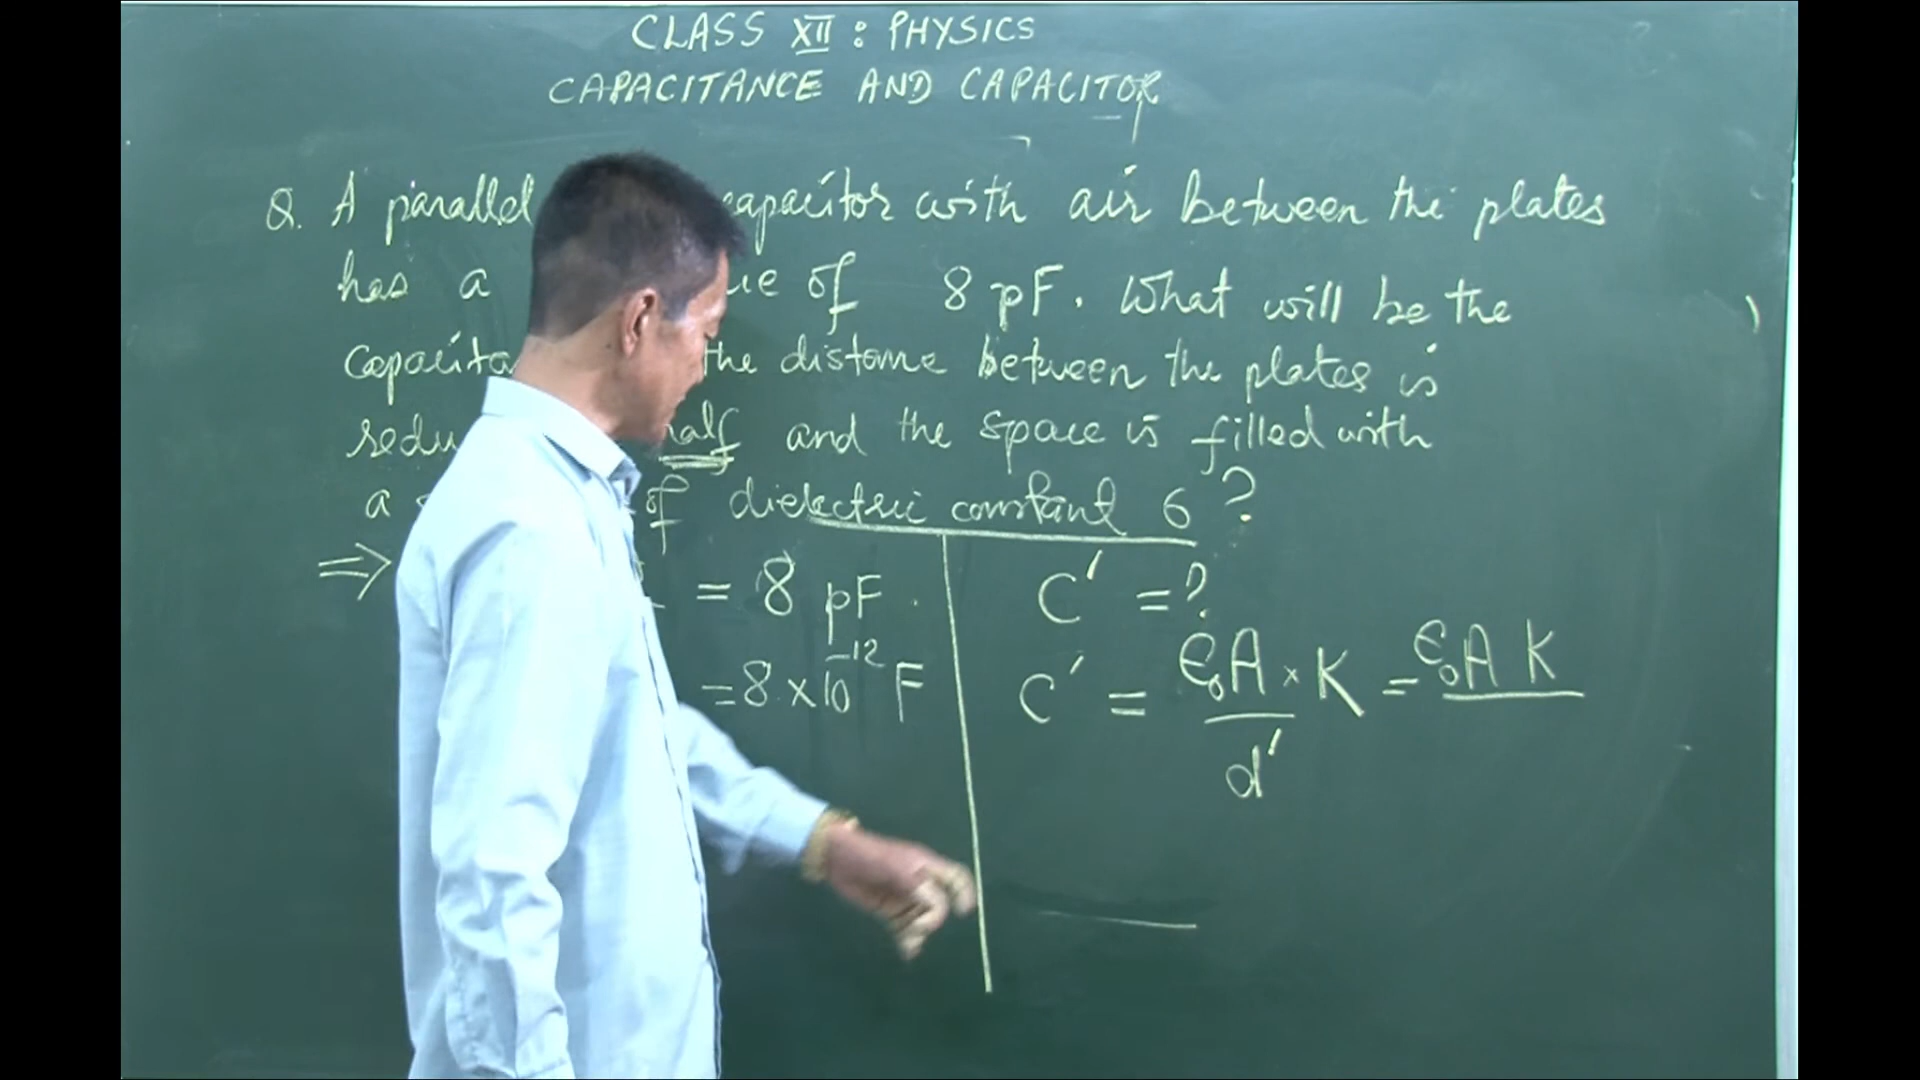 CLASS XII : PHYSICS
CAPACITANCE AND CAPACITOR
Q. A parallel capacitor with air between the plates
has a of 8 pF. What will be the
the distance between the plates is
half and the space is filled with
a of dielectric constant 6 ?
⇒ = 8 pF.
= 8 × 10⁻¹² F
C' = ?
C' = ϵ₀A/d' × K = ϵ₀A K